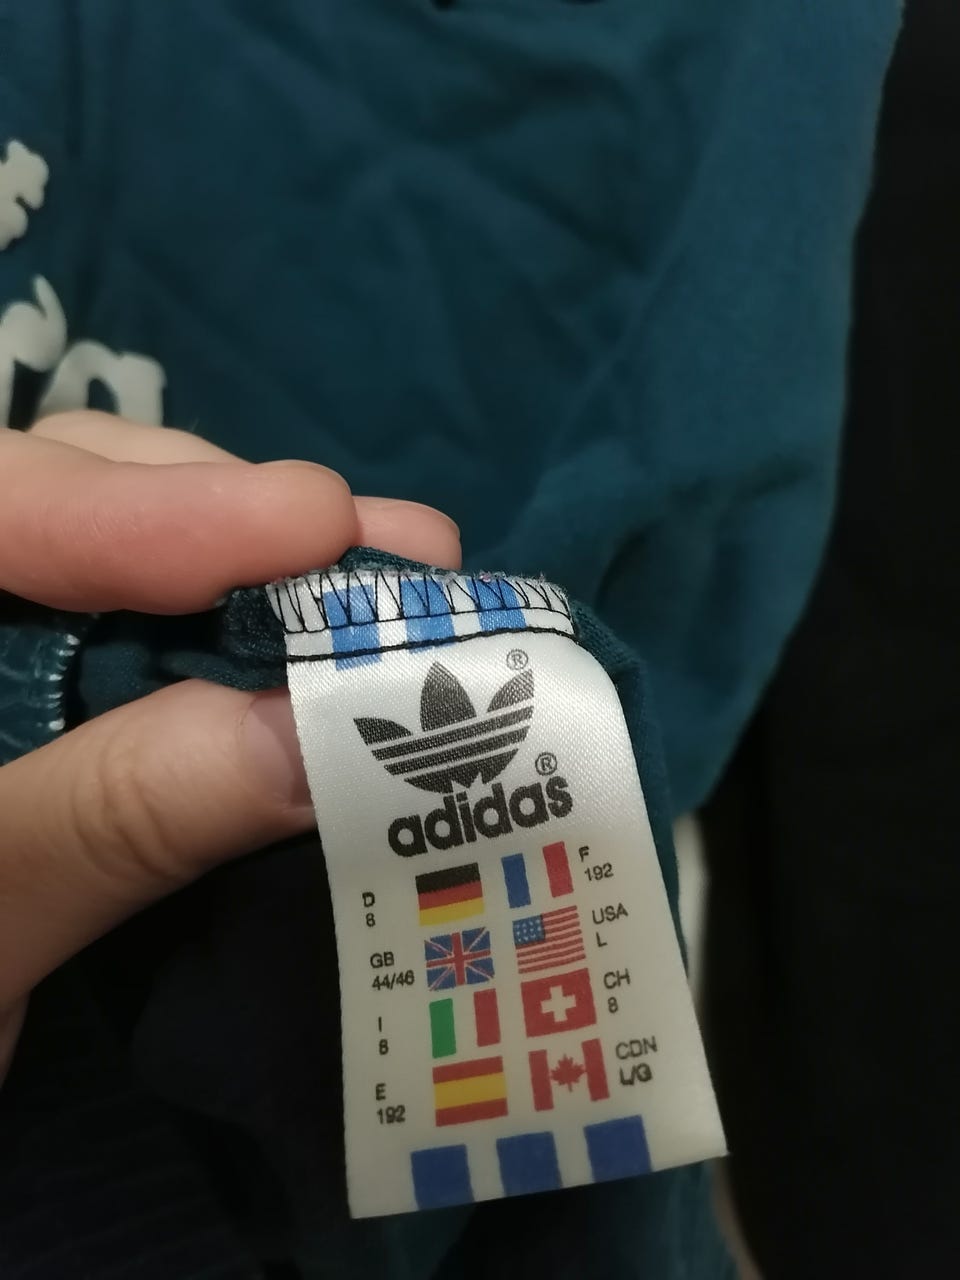 ®
®
adidas
D
8
F
192
GB
44/46
USA
L
I
8
CH
8
E
192
CDN
L/G